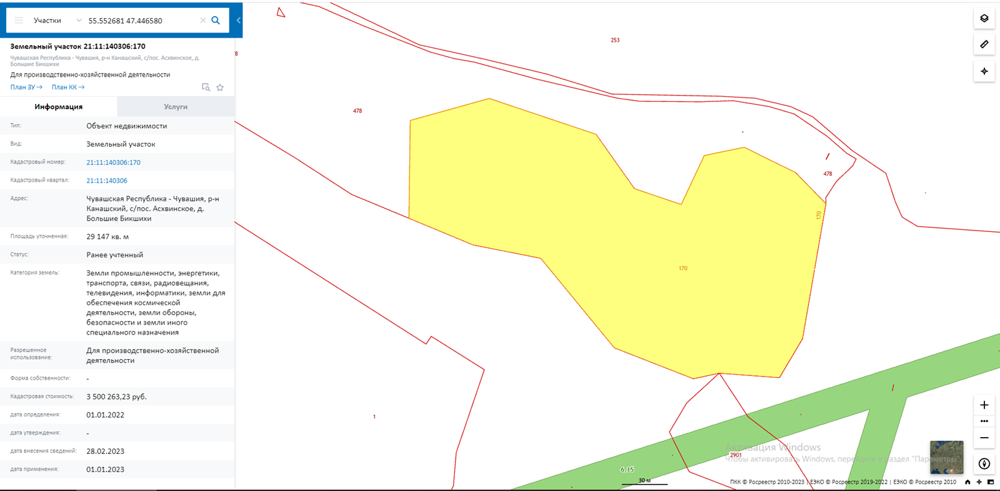 Участки
55.552681 47.446580
Земельный участок 21:11:140306:170
Чувашская Республика - Чувашия, р-н Канашский, с/пос. Асхвинское, д.
Большие Бикшихи
Для производственно-хозяйственной деятельности
План ЗУ→ План КК→
Информация
Услуги
Тип: Объект недвижимости
Вид: Земельный участок
Кадастровый номер: 21:11:140306:170
Кадастровый квартал: 21:11:140306
Адрес: Чувашская Республика - Чувашия, р-н
Канашский, с/пос. Асхвинское, д.
Большие Бикшихи
Площадь уточненная: 29 147 кв. м
Статус: Ранее учтенный
Категория земель: Земли промышленности, энергетики,
транспорта, связи, радиовещания,
телевидения, информатики, земли для
обеспечения космической
деятельности, земли обороны,
безопасности и земли иного
специального назначения
Разрешенное
использование:
Для производственно-хозяйственной
деятельности
Форма собственности: -
Кадастровая стоимость: 3 500 263,23 руб.
дата определения: 01.01.2022
дата утверждения: -
дата внесения сведений: 28.02.2023
дата применения: 01.01.2023
8
253
478
478
170
170
1
2901
6.15
30 м
Активация Windows
Чтобы активировать Windows, перейдите в раздел "Параметры".
ПКК © Росреестр 2010-2023 | ЕЭКО © Росреестр 2019-2022 | ЕЭКО © Росреестр 2010